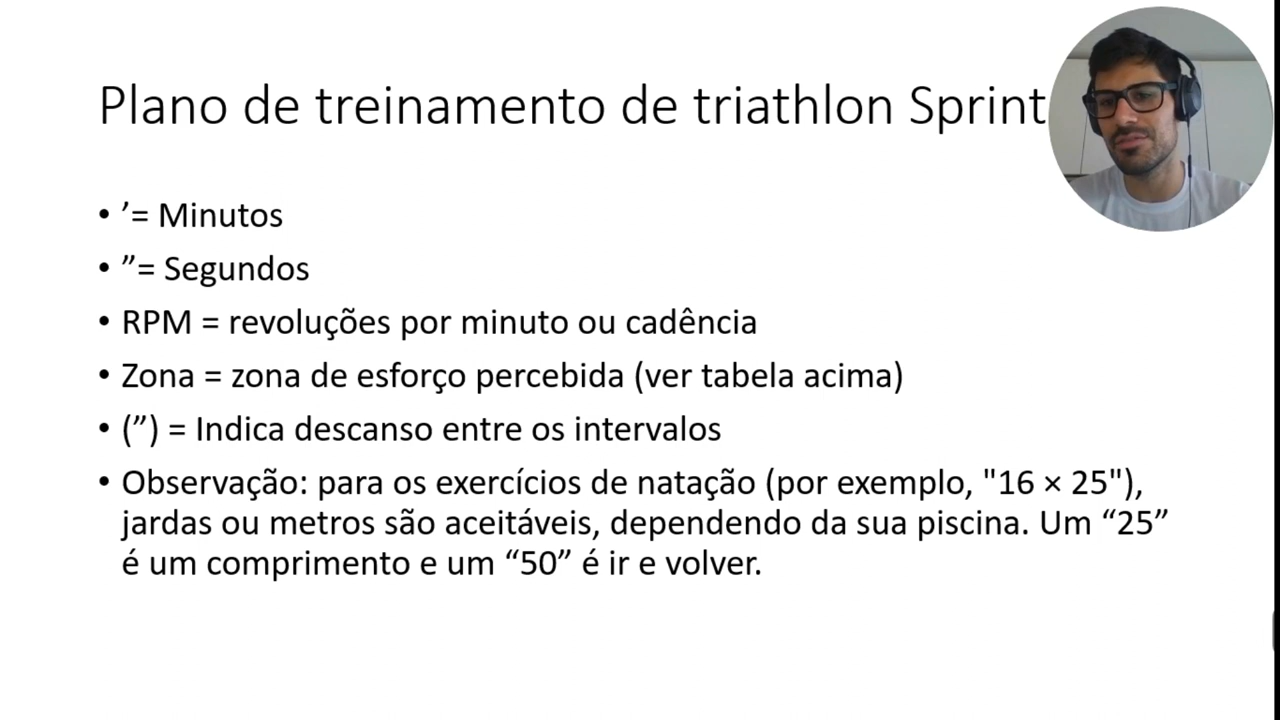 Plano de treinamento de triathlon Sprint
• ’= Minutos
• ”= Segundos
• RPM = revoluções por minuto ou cadência
• Zona = zona de esforço percebida (ver tabela acima)
• (”) = Indica descanso entre os intervalos
• Observação: para os exercícios de natação (por exemplo, "16 × 25"),
jardas ou metros são aceitáveis, dependendo da sua piscina. Um “25”
é um comprimento e um “50” é ir e volver.